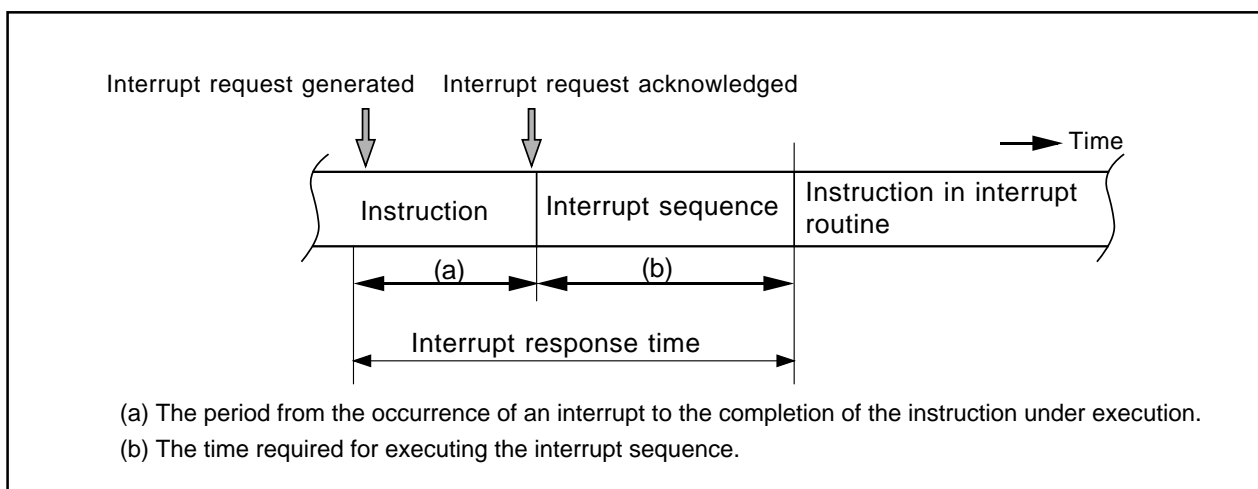 Interrupt request generated
Interrupt request acknowledged
Time
Instruction
Interrupt sequence
Instruction in interrupt
routine
(a)
(b)
Interrupt response time
(a) The period from the occurrence of an interrupt to the completion of the instruction under execution.
(b) The time required for executing the interrupt sequence.